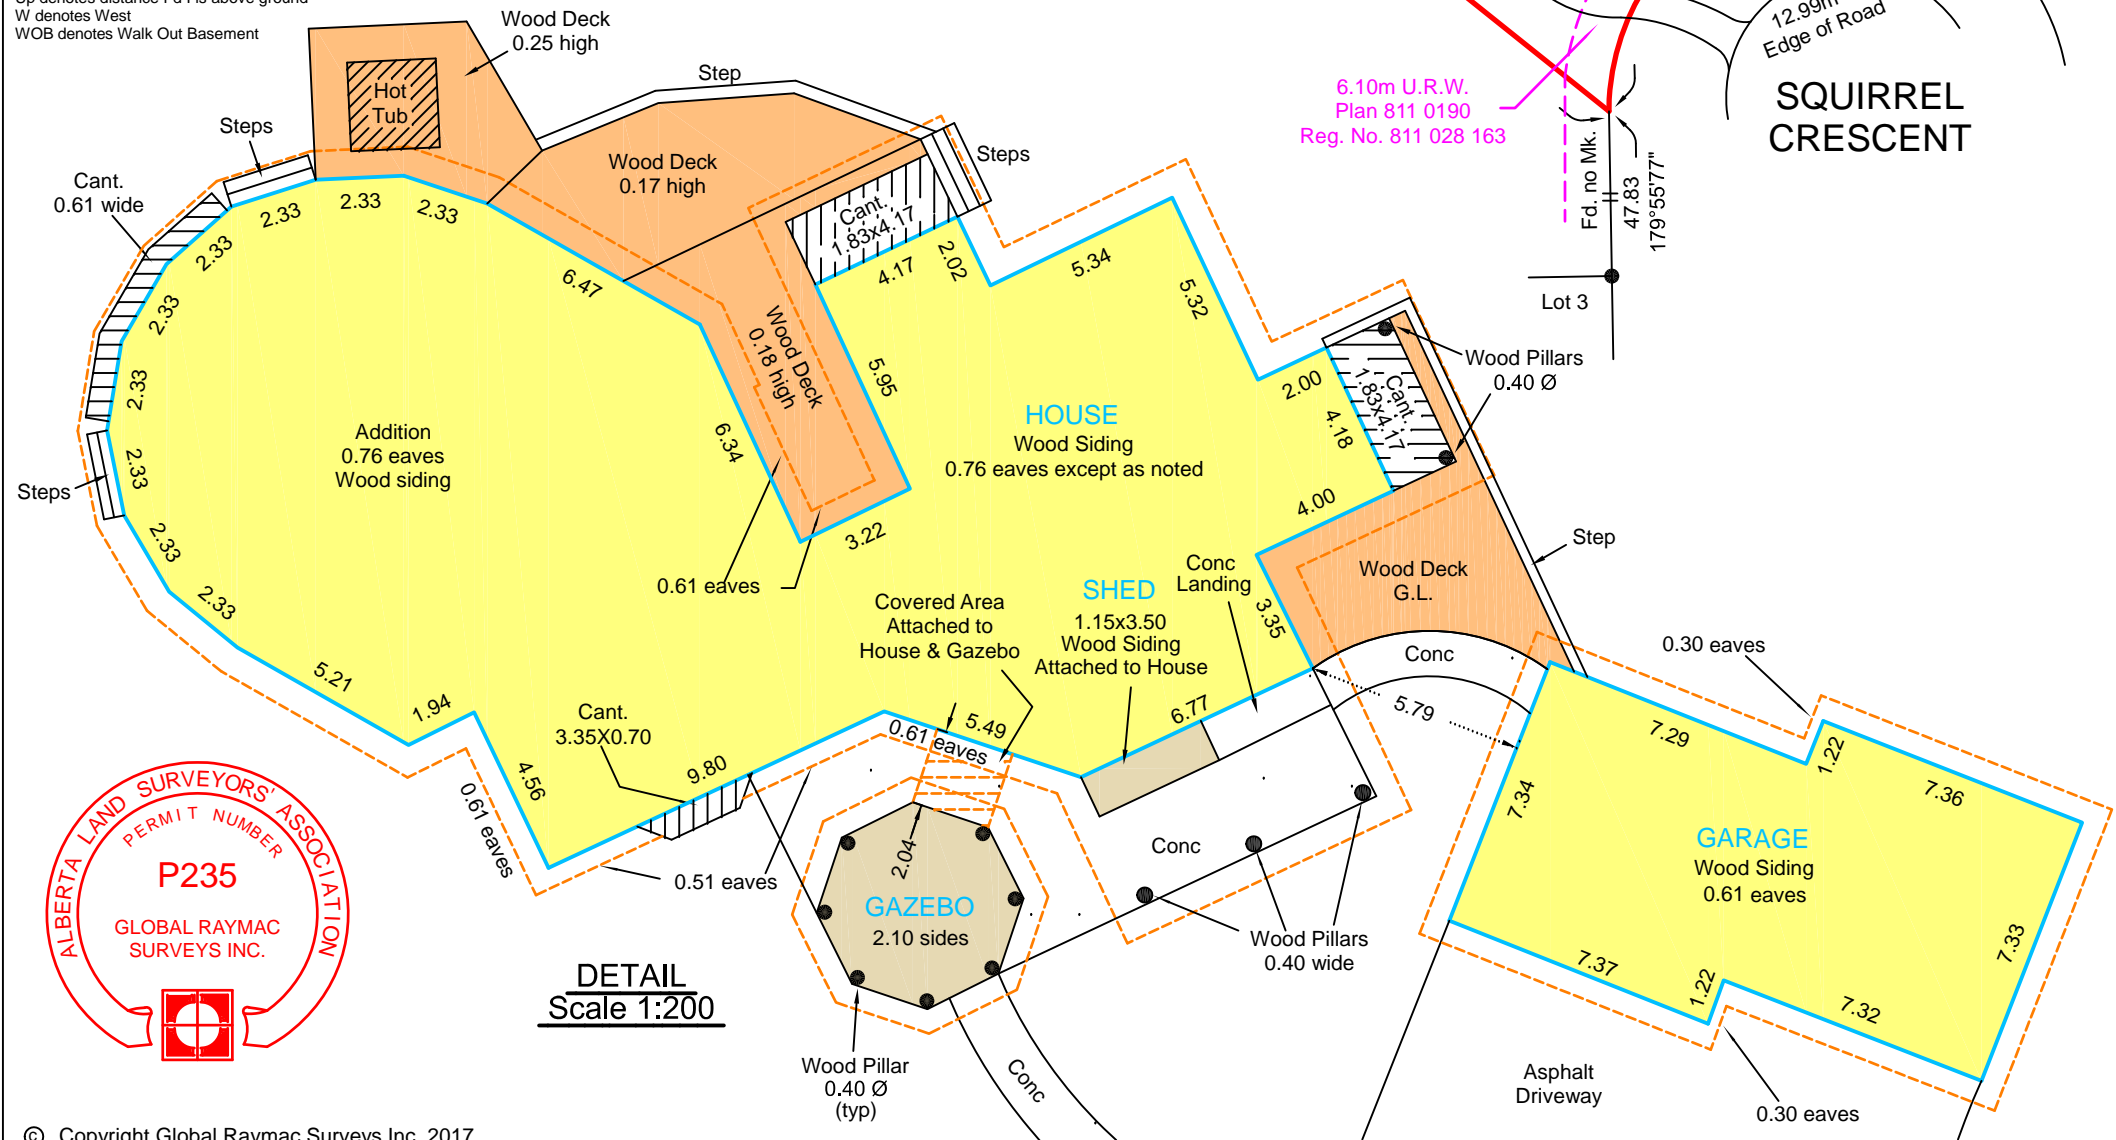 W denotes West
WOB denotes Walk Out Basement
Wood Deck
0.25 high
Hot
Tub
Step
Steps
Cant.
0.61 wide
Wood Deck
0.17 high
Steps
Cant.
1.83x4.17
6.10m U.R.W.
Plan 811 0190
Reg. No. 811 028 163
12.99m
Edge of Road
SQUIRREL
CRESCENT
Fd. no Mk.
47.83
179°55'77"
Lot 3
2.33
2.33
2.33
2.33
2.33
2.33
2.33
2.33
2.33
6.47
4.17
2.02
5.34
5.32
Wood Deck
0.18 high
5.95
6.34
3.22
HOUSE
Wood Siding
0.76 eaves except as noted
2.00
4.18
Cant.
1.83x4.17
Wood Pillars
0.40 Ø
4.00
Addition
0.76 eaves
Wood siding
Steps
0.61 eaves
Covered Area
Attached to
House & Gazebo
SHED
1.15x3.50
Wood Siding
Attached to House
Conc
Landing
3.35
Wood Deck
G.L.
Step
Conc
5.79
0.30 eaves
5.21
1.94
4.56
0.61 eaves
Cant.
3.35X0.70
9.80
0.61 eaves
5.49
6.77
0.51 eaves
2.04
GAZEBO
2.10 sides
Conc
Wood Pillars
0.40 wide
7.29
1.22
7.36
7.34
GARAGE
Wood Siding
0.61 eaves
7.33
7.37
1.22
7.32
0.30 eaves
Asphalt
Driveway
Wood Pillar
0.40 Ø
(typ)
Conc
DETAIL
Scale 1:200
ALBERTA LAND SURVEYORS' ASSOCIATION
PERMIT NUMBER
P235
GLOBAL RAYMAC
SURVEYS INC.
© Copyright Global Raymac Surveys Inc. 2017